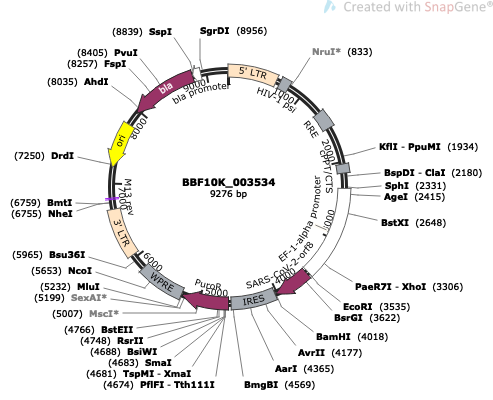 Created with SnapGene®
SspI (8956)
(8839) SspI
SgrDI (8956)
NruI* (833)
(8405) PvuI
(8257) FspI
(8035) AhdI
(7250) DrdI
(6759) BmtI
(6755) NheI
(5965) Bsu36I
(5653) NcoI
(5232) MluI
(5199) SexAI*
(5007) MscI*
(4766) BstEII
(4748) RsrII
(4688) BsiWI
(4683) SmaI
(4681) TspMI - XmaI
(4674) PflFI - Tth111I
KflI - PpuMI (1934)
BspDI - ClaI (2180)
SphI (2331)
AgeI (2415)
BstXI (2648)
PaeR7I - XhoI (3306)
EcoRI (3535)
BsrGI (3622)
BamHI (4018)
AvrII (4177)
AarI (4365)
BmgBI (4569)
BBF10K_003534
9276 bp
5' LTR
HIV-1 psi
RRE
cPPT/CTS
EF-1-alpha promoter
SARS-CoV-2-orf8
IRES
PuroR
WPRE
3' LTR
M13 rev
ori
bla
bla promoter
1000
2000
3000
4000
5000
6000
7000
8000
9000